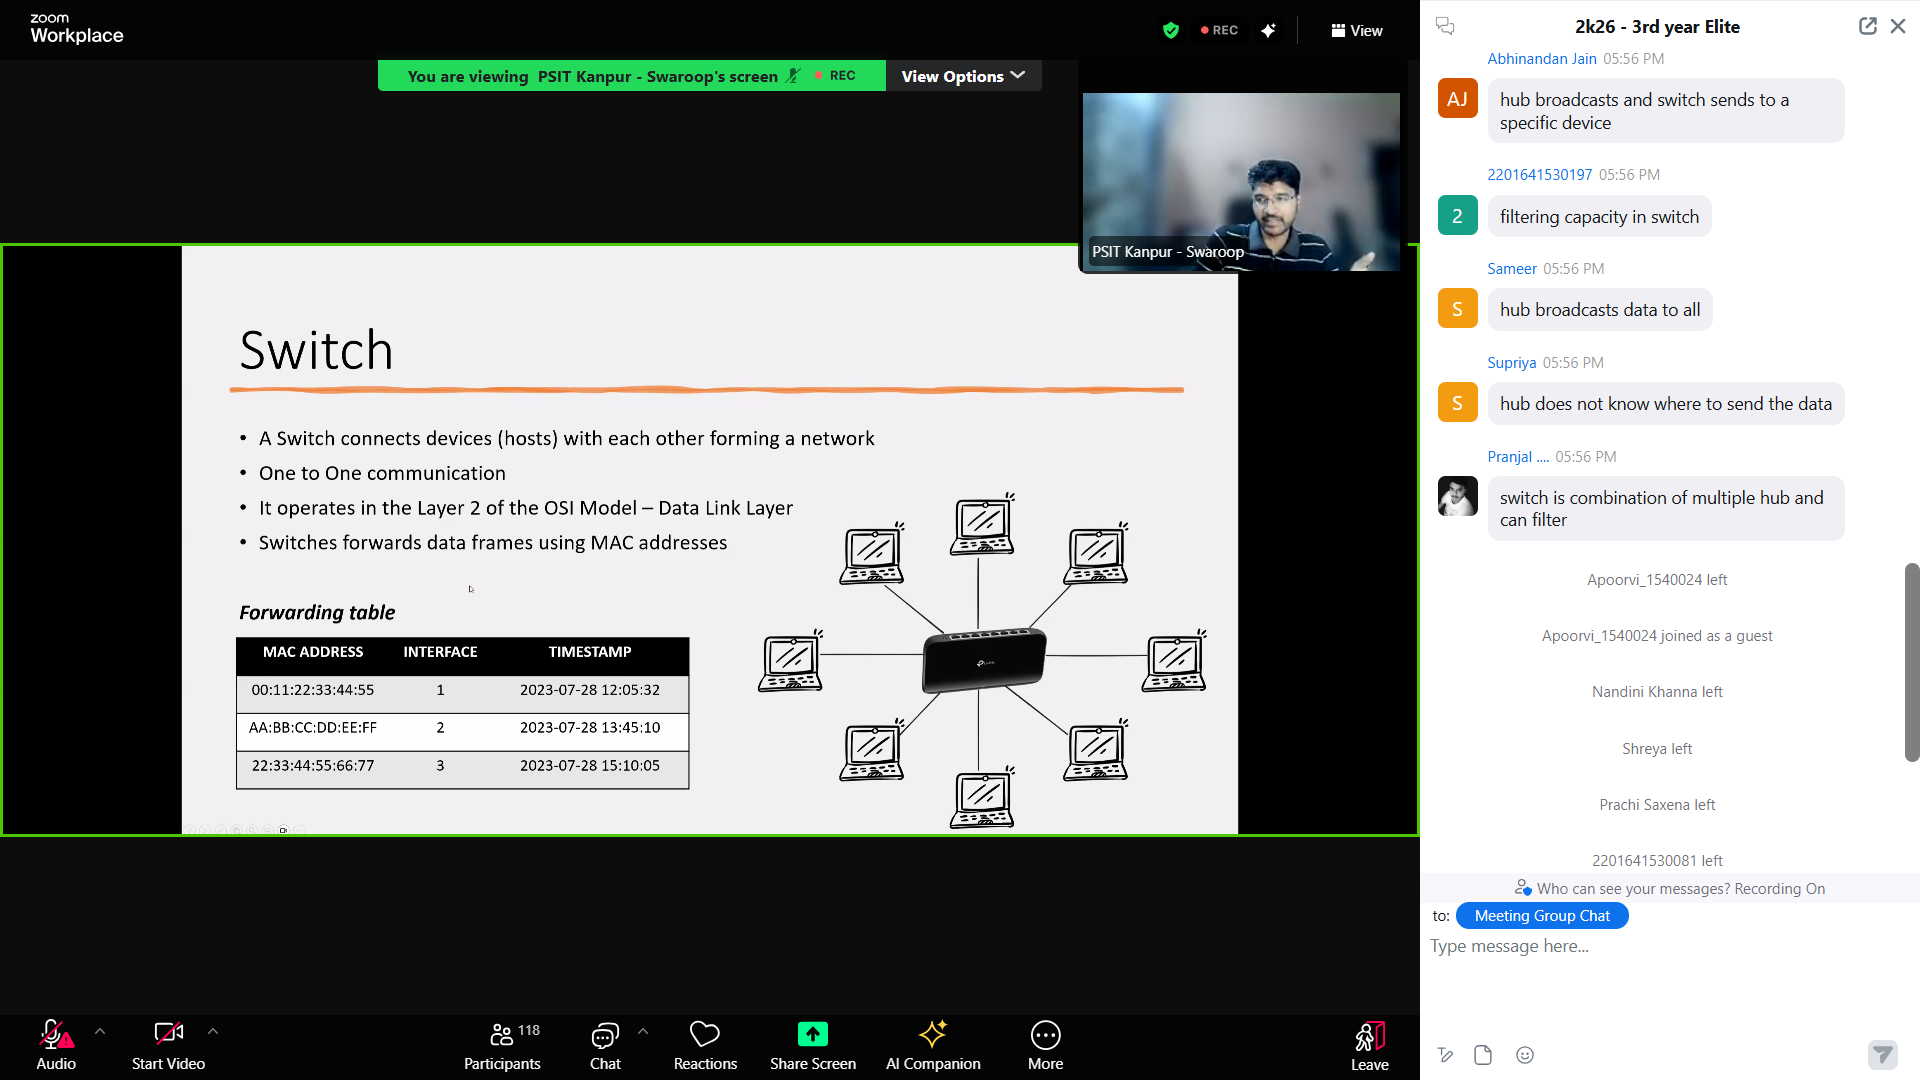 zoom
Workplace
REC
View
You are viewing PSIT Kanpur - Swaroop's screen REC
View Options
PSIT Kanpur - Swaroop
Switch
• A Switch connects devices (hosts) with each other forming a network
• One to One communication
• It operates in the Layer 2 of the OSI Model – Data Link Layer
• Switches forwards data frames using MAC addresses
Forwarding table
MAC ADDRESS INTERFACE TIMESTAMP
00:11:22:33:44:55 1 2023-07-28 12:05:32
AA:BB:CC:DD:EE:FF 2 2023-07-28 13:45:10
22:33:44:55:66:77 3 2023-07-28 15:10:05
Audio
Start Video
118
Participants
Chat
Reactions
Share Screen
AI Companion
More
Leave
2k26 - 3rd year Elite
Abhinandan Jain 05:56 PM
AJ
hub broadcasts and switch sends to a
specific device
2201641530197 05:56 PM
2
filtering capacity in switch
Sameer 05:56 PM
S
hub broadcasts data to all
Supriya 05:56 PM
S
hub does not know where to send the data
Pranjal .... 05:56 PM
switch is combination of multiple hub and
can filter
Apoorvi_1540024 left
Apoorvi_1540024 joined as a guest
Nandini Khanna left
Shreya left
Prachi Saxena left
2201641530081 left
Who can see your messages? Recording On
to: Meeting Group Chat
Type message here...